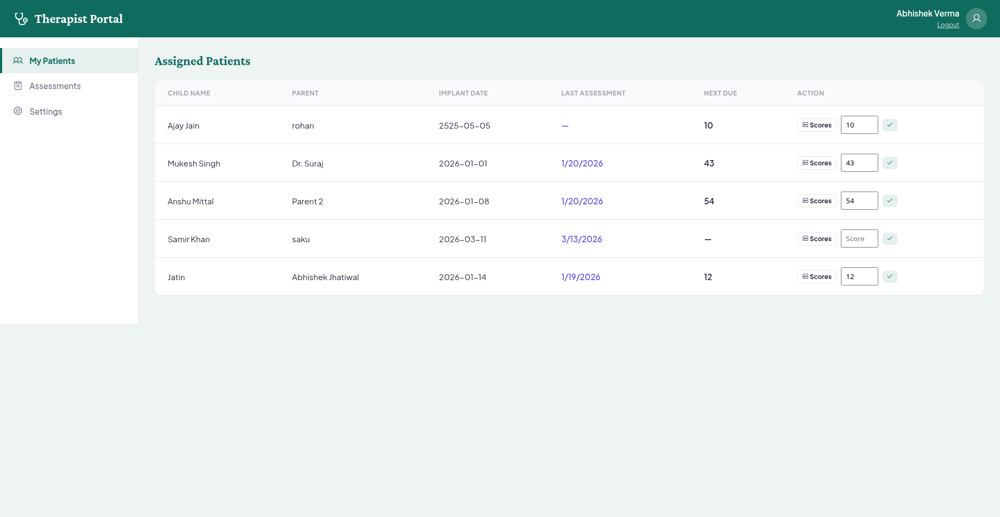 Therapist Portal
Abhishek Verma
Logout
My Patients
Assessments
Settings
Assigned Patients
CHILD NAME PARENT IMPLANT DATE LAST ASSESSMENT NEXT DUE ACTION
Ajay Jain rohan 2525-05-05 — 10 Scores 10
Mukesh Singh Dr. Suraj 2026-01-01 1/20/2026 43 Scores 43
Anshu Mittal Parent 2 2026-01-08 1/20/2026 54 Scores 54
Samir Khan saku 2026-03-11 3/13/2026 — Scores Score
Jatin Abhishek Jhatiwal 2026-01-14 1/19/2026 12 Scores 12